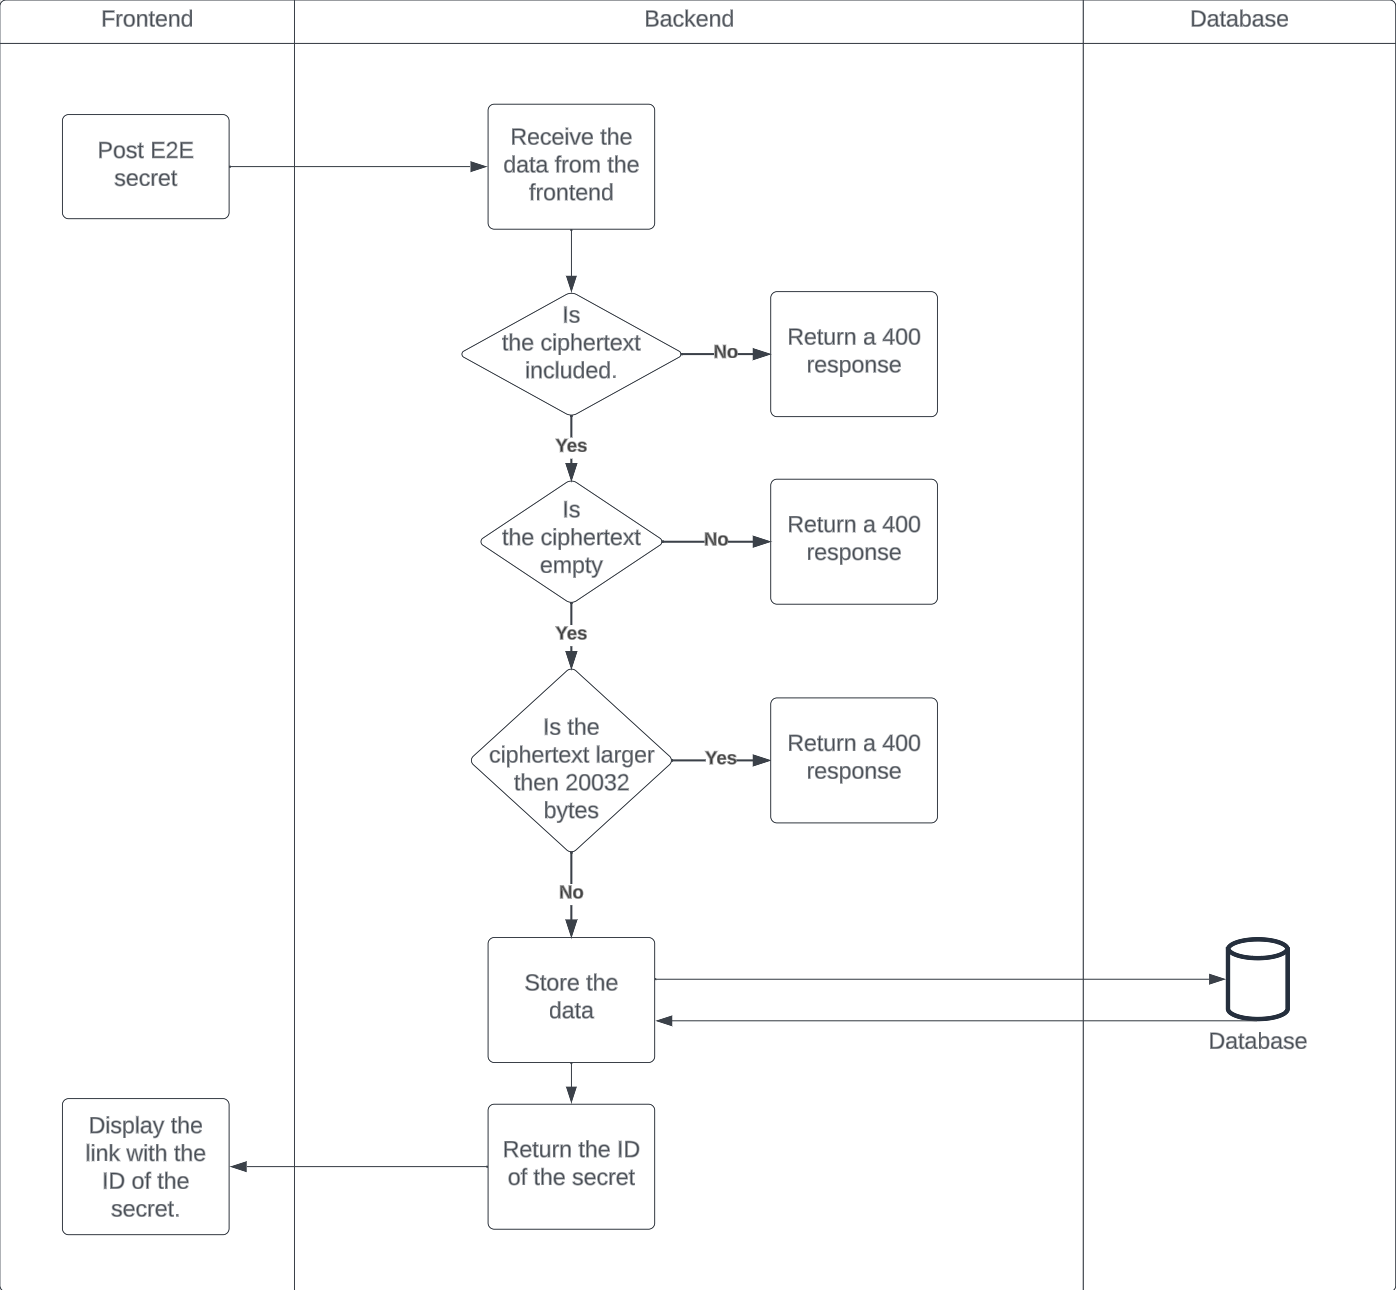 Frontend
Backend
Database
Post E2E
secret
Receive the
data from the
frontend
Is
the ciphertext
included.
No
Return a 400
response
Yes
Is
the ciphertext
empty
No
Return a 400
response
Yes
Is the
ciphertext larger
then 20032
bytes
Yes
Return a 400
response
No
Store the
data
Database
Return the ID
of the secret
Display the
link with the
ID of the
secret.